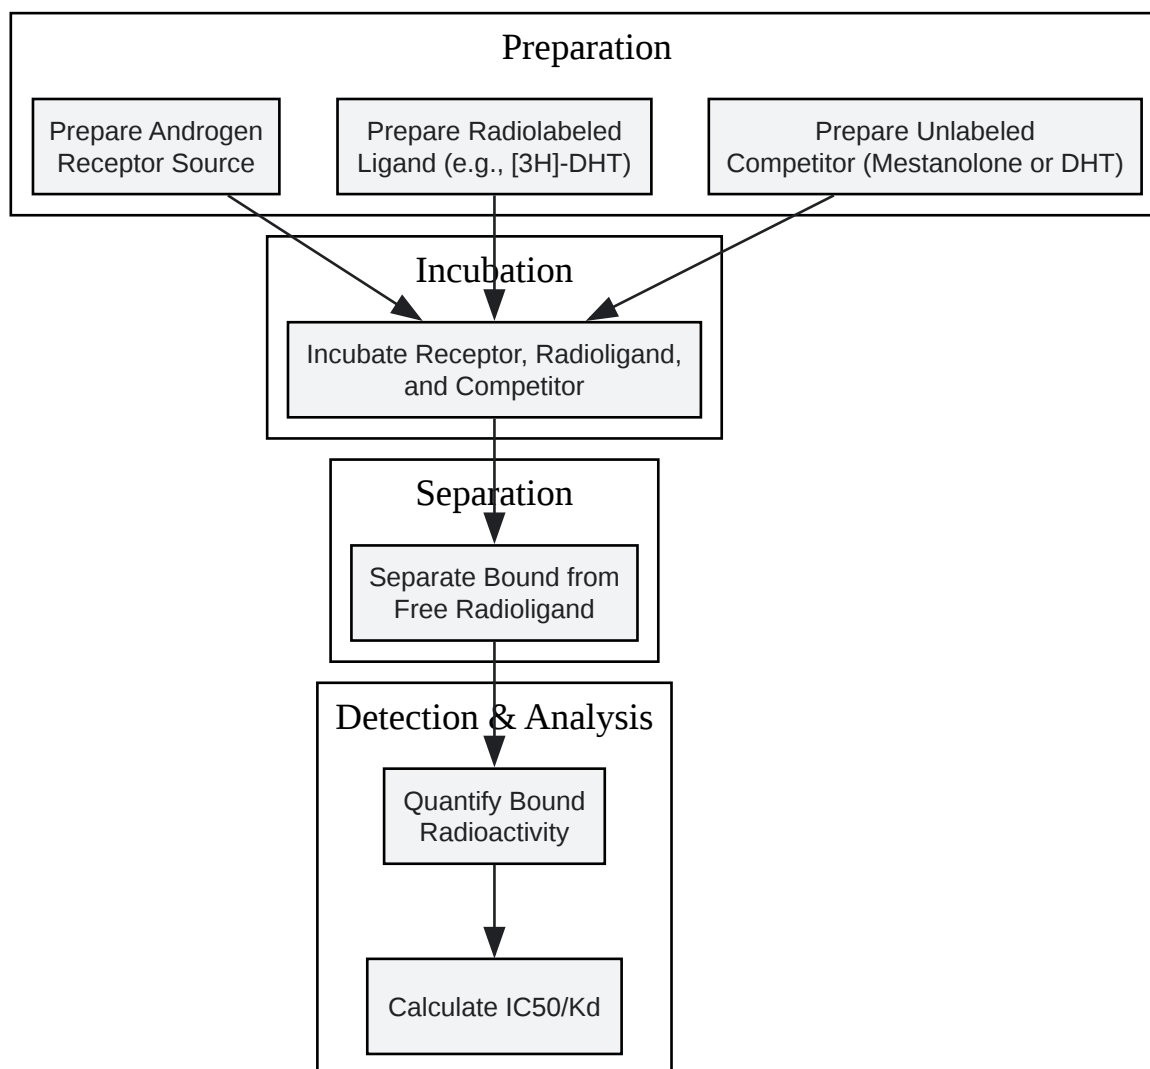 Preparation
Prepare Androgen
Receptor Source
Prepare Radiolabeled
Ligand (e.g., [3H]-DHT)
Prepare Unlabeled
Competitor (Mestanolone or DHT)
Incubation
Incubate Receptor, Radioligand,
and Competitor
Separation
Separate Bound from
Free Radioligand
Detection & Analysis
Quantify Bound
Radioactivity
Calculate IC50/Kd